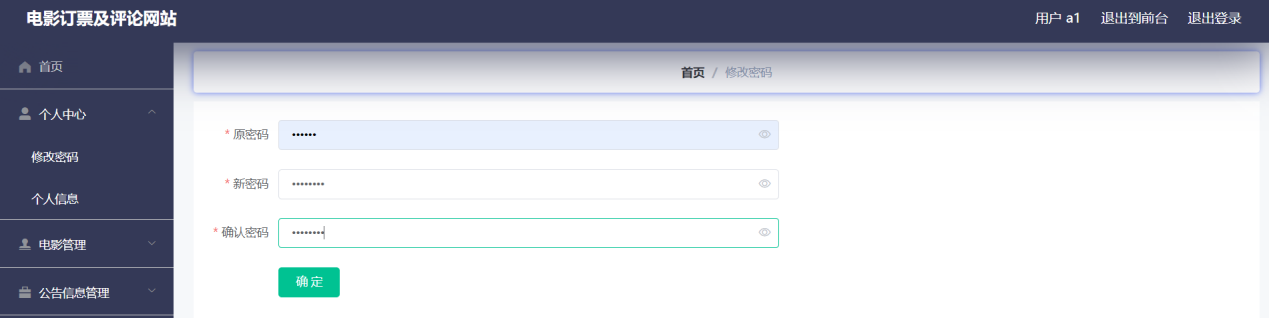 电影订票及评论网站
用户 a1 退出到前台 退出登录
首页
首页 / 修改密码
个人中心
修改密码
个人信息
电影管理
公告信息管理
* 原密码 ••••••
* 新密码 ••••••••
* 确认密码 ••••••••
确 定